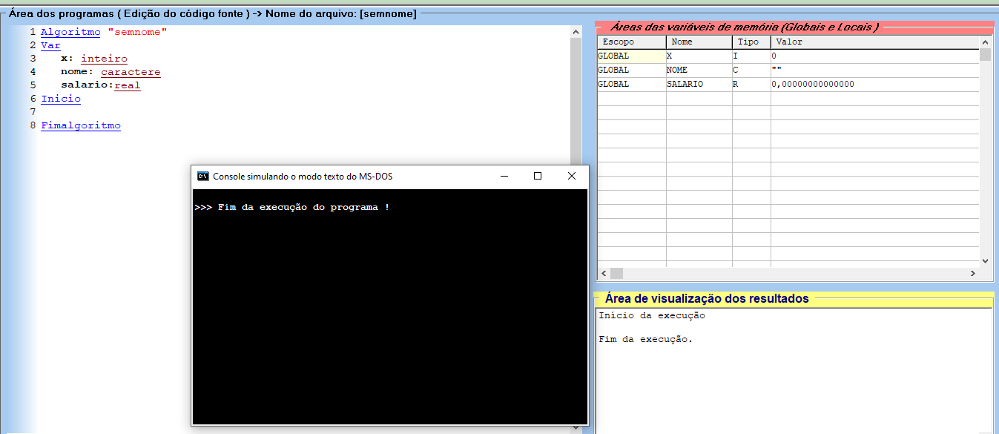 Área dos programas ( Edição do código fonte ) -> Nome do arquivo: [semnome]
1 Algoritmo "semnome"
2 Var
3 x: inteiro
4 nome: caractere
5 salario:real
6 Inicio
7
8 Fimalgoritmo
Console simulando o modo texto do MS-DOS
>>> Fim da execução do programa !
Áreas das variáveis de memória (Globais e Locais )
Escopo Nome Tipo Valor
GLOBAL X I 0
GLOBAL NOME C ""
GLOBAL SALARIO R 0,00000000000000
Área de visualização dos resultados
Início da execução
Fim da execução.